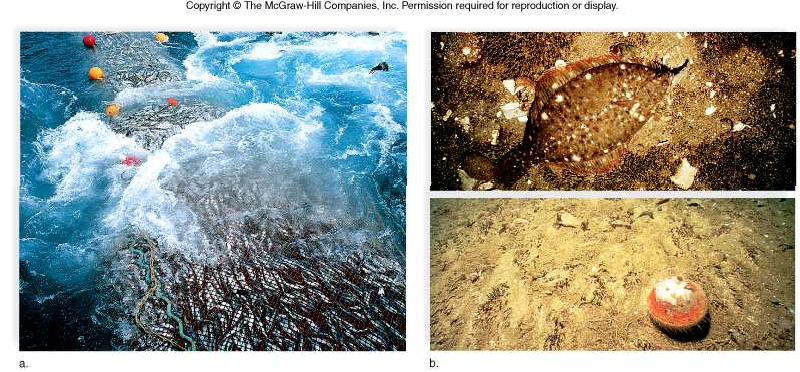 Copyright © The McGraw-Hill Companies, Inc. Permission required for reproduction or display.
a.
b.